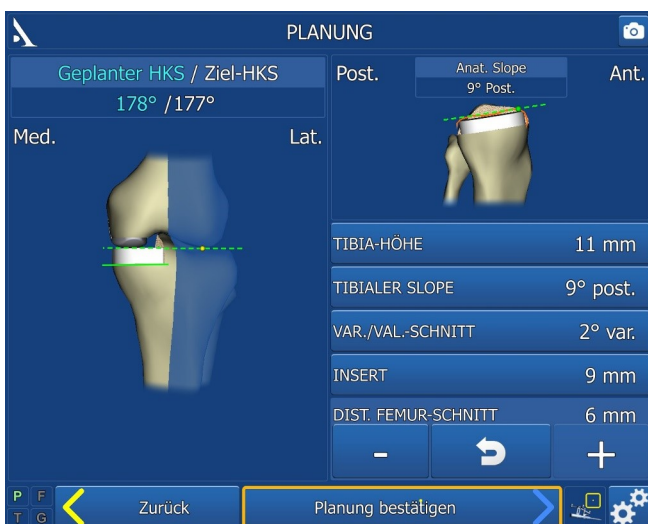 PLANUNG
Geplanter HKS / Ziel-HKS
178° /177°
Med.
Lat.
Post.
Anat. Slope
9° Post.
Ant.
TIBIA-HÖHE 11 mm
TIBIALER SLOPE 9° post.
VAR./VAL.-SCHNITT 2° var.
INSERT 9 mm
DIST. FEMUR-SCHNITT 6 mm
- +
P F
T G
Zurück
Planung bestätigen